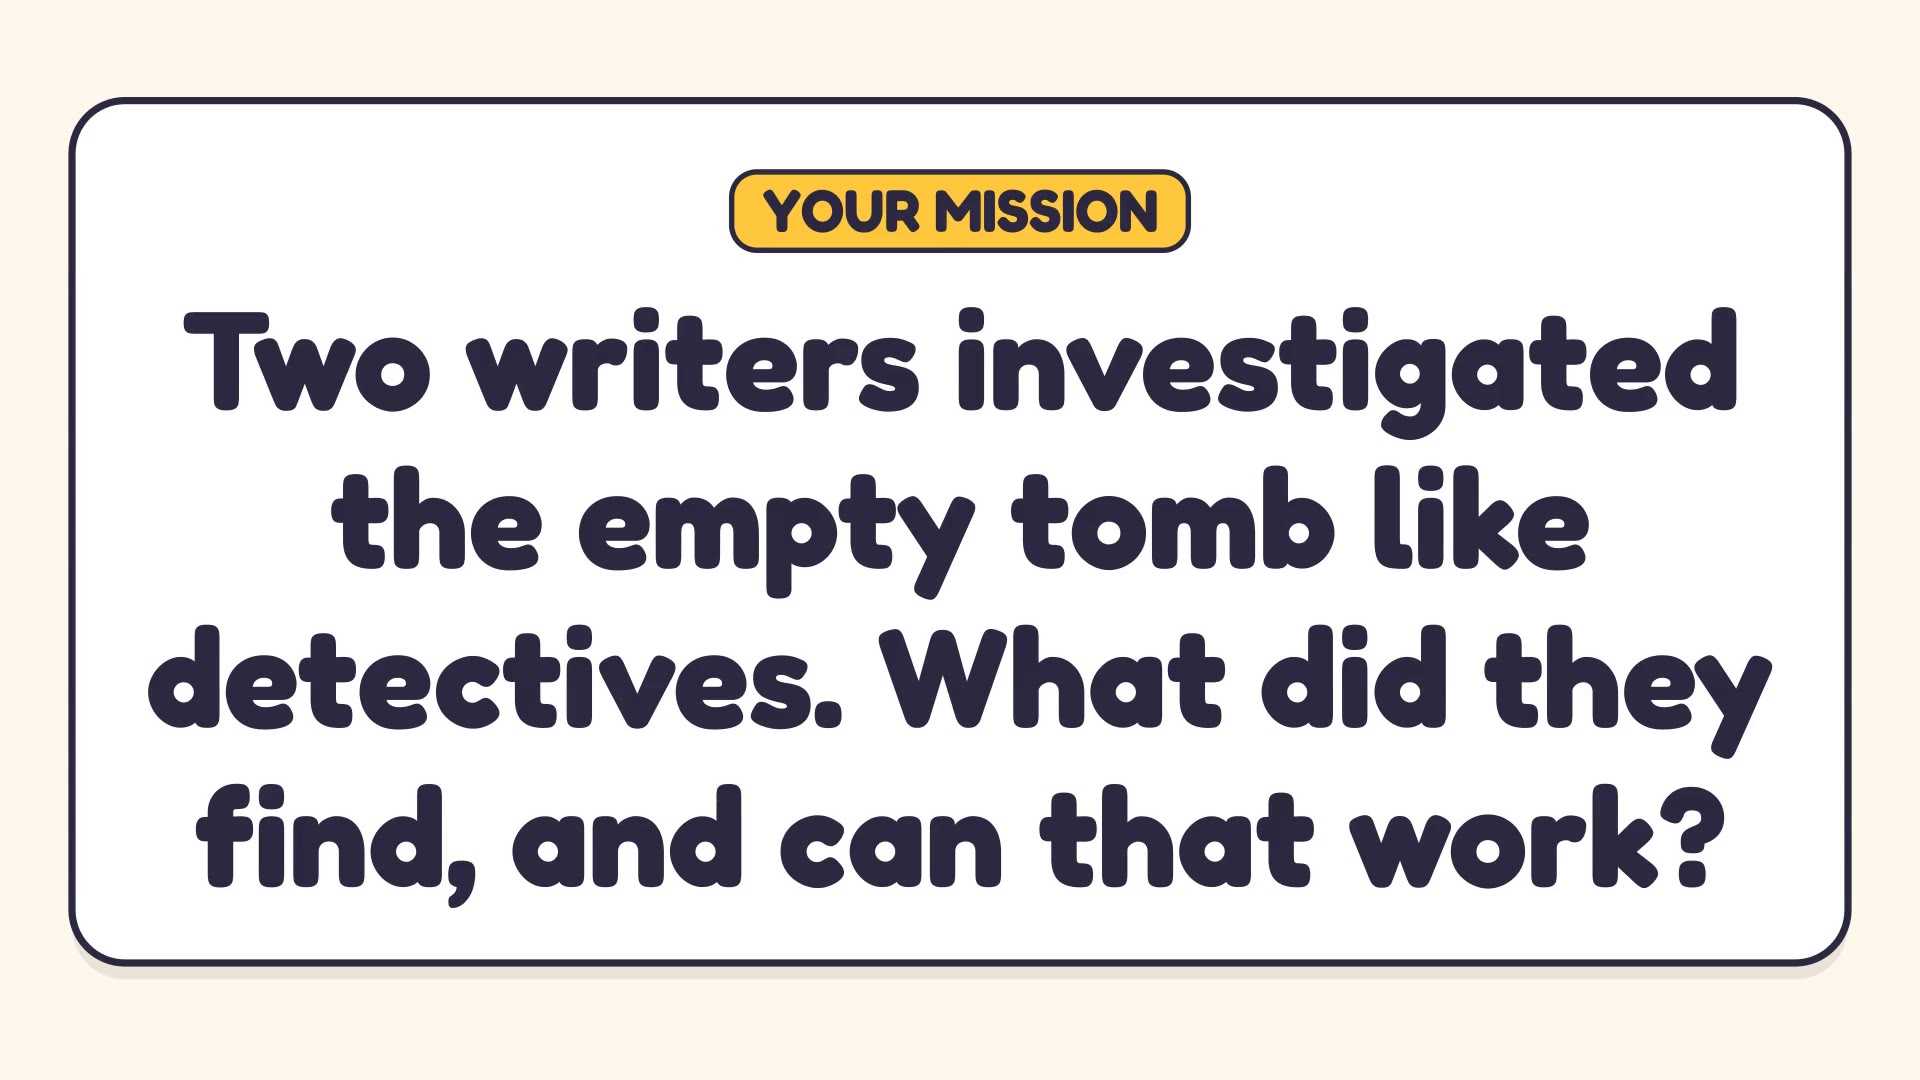 YOUR MISSION
Two writers investigated
the empty tomb like
detectives. What did they
find, and can that work?